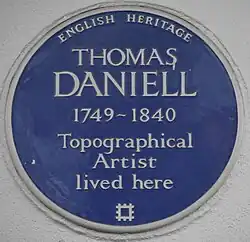 ENGLISH HERITAGE
THOMAS
DANIELL
1749~1840
Topographical
Artist
lived here